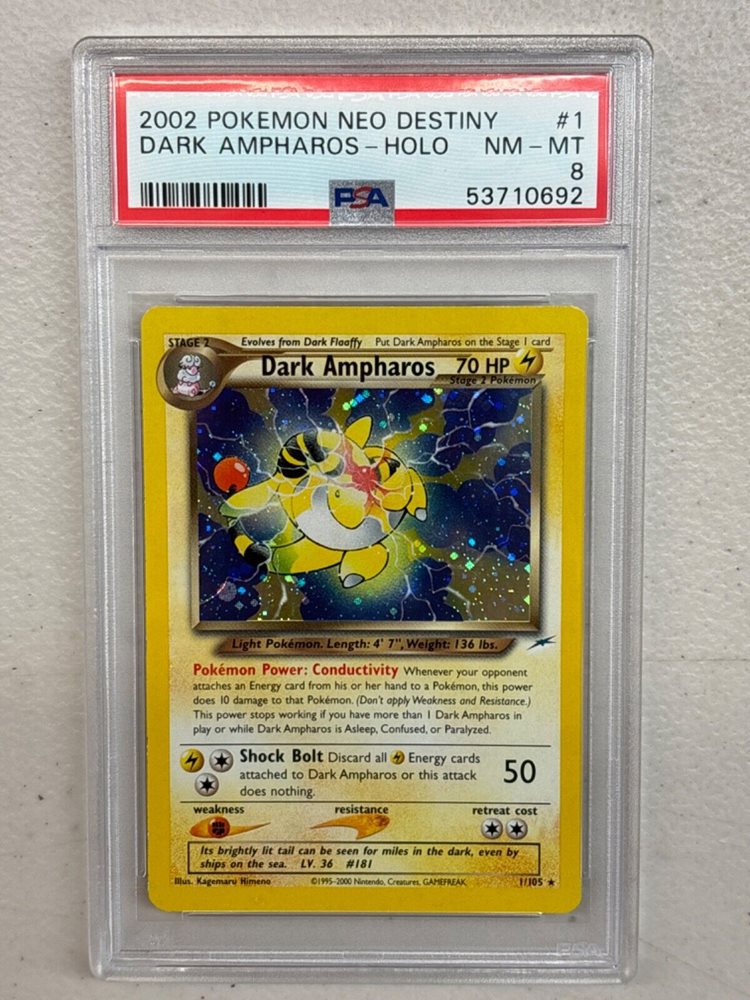 2002 POKEMON NEO DESTINY #1
DARK AMPHAROS-HOLO NM-MT
8
PSA 53710692
STAGE 2 Evolves from Dark Flaaffy Put Dark Ampharos on the Stage 1 card
Dark Ampharos 70 HP
Stage 2 Pokémon
Light Pokémon. Length: 4' 7", Weight: 136 lbs.
Pokémon Power: Conductivity Whenever your opponent
attaches an Energy card from his or her hand to a Pokémon, this power
does 10 damage to that Pokémon. (Don't apply Weakness and Resistance.)
This power stops working if you have more than 1 Dark Ampharos in
play or while Dark Ampharos is Asleep, Confused, or Paralyzed.
Shock Bolt Discard all Energy cards
attached to Dark Ampharos or this attack 50
does nothing.
weakness resistance retreat cost
Its brightly lit tail can be seen for miles in the dark, even by
ships on the sea. LV. 36 #181
Illus. Kagemaru Himeno ©1995-2000 Nintendo, Creatures, GAMEFREAK. 1/105 ★
PSA